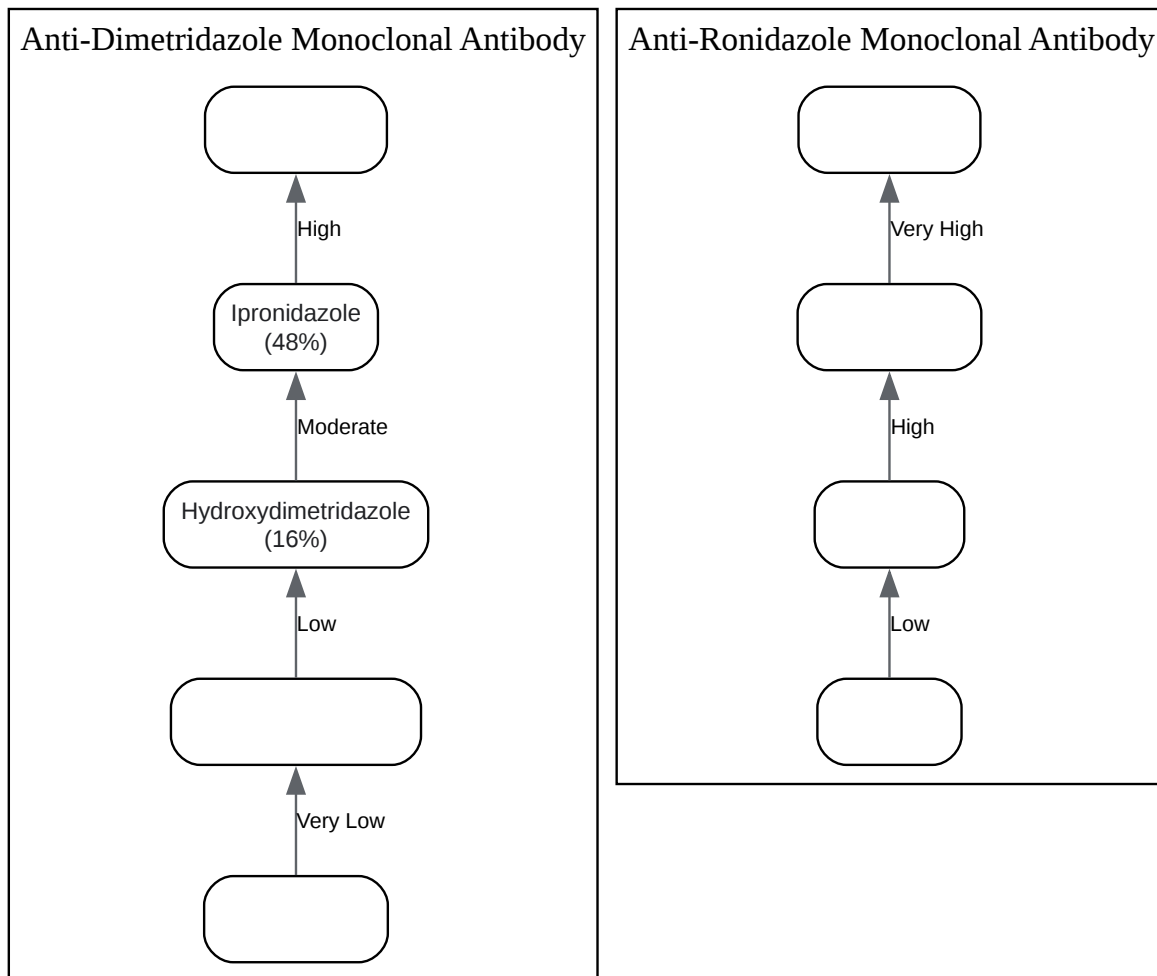 Anti-Dimetridazole Monoclonal Antibody
High
Ipronidazole
(48%)
Moderate
Hydroxydimetridazole
(16%)
Low
Very Low
Anti-Ronidazole Monoclonal Antibody
Very High
High
Low